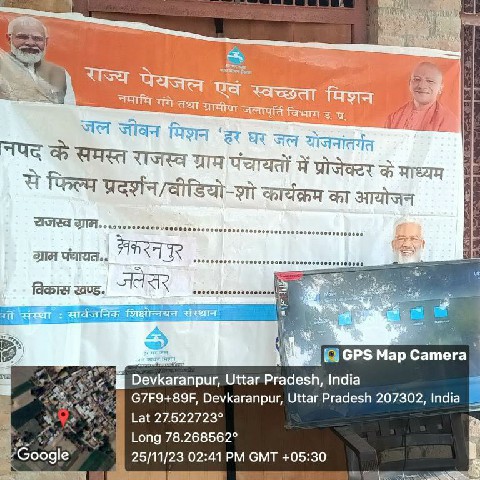 राज्य पेयजल एवं स्वच्छता मिशन
नमामि गंगे तथा ग्रामीण जलापूर्ति विभाग उ. प्र.
जल जीवन मिशन 'हर घर जल योजनातर्गत
नपद के समस्त राजस्व ग्राम पंचायतों में प्रोजेक्टर के माध्यम
से फिल्म प्रदर्शन/वीडियो-शो कार्यक्रम का आयोजन
राजस्व ग्राम
ग्राम पंचायत.. देवकरनपुर
विकास खण्ड. जलेसर
संस्था : सार्वजनिक शिक्षोन्नयन संस्थान
GPS Map Camera
Devkaranpur, Uttar Pradesh, India
G7F9+89F, Devkaranpur, Uttar Pradesh 207302, India
Lat 27.522723°
Long 78.268562°
25/11/23 02:41 PM GMT +05:30
Google